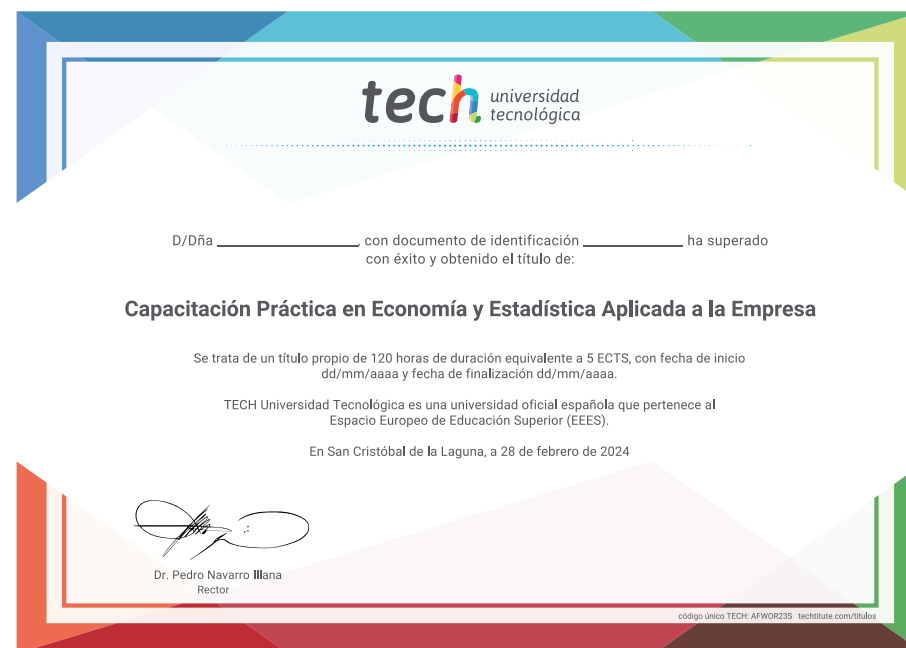 tech universidad
tecnológica
D/Dña ____________________, con documento de identificación ______________ ha superado
con éxito y obtenido el título de:
Capacitación Práctica en Economía y Estadística Aplicada a la Empresa
Se trata de un título propio de 120 horas de duración equivalente a 5 ECTS, con fecha de inicio
dd/mm/aaaa y fecha de finalización dd/mm/aaaa.
TECH Universidad Tecnológica es una universidad oficial española que pertenece al
Espacio Europeo de Educación Superior (EEES).
En San Cristóbal de la Laguna, a 28 de febrero de 2024
Dr. Pedro Navarro Illana
Rector
código único TECH: AFWOR23S techtitute.com/titulos